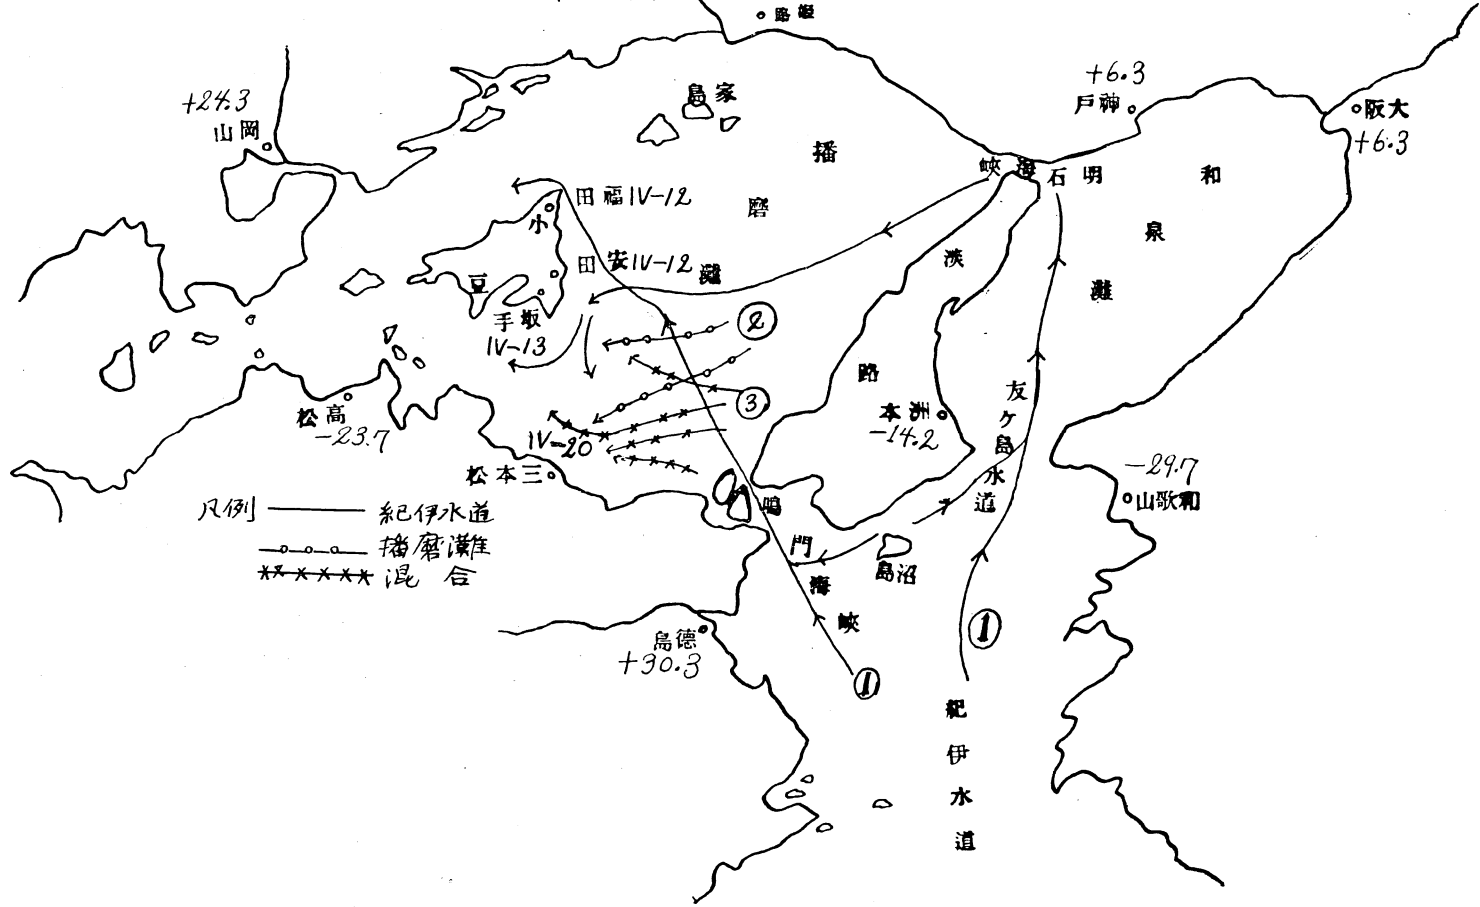 姫路
+24.3
岡山
家島
+6.3
神戸
大阪
+6.3
播磨灘
明石海峡
和泉灘
福田 IV-12
安田 IV-12
小豆
坂手
IV-13
淡路
②
③
高松
-23.7
IV-20
三本松
洲本
-14.2
友ケ島水道
-29.7
和歌山
鳴門海峡
沼島
凡例
紀伊水道
播磨灘
混合
徳島
+30.3
①
①
紀伊水道